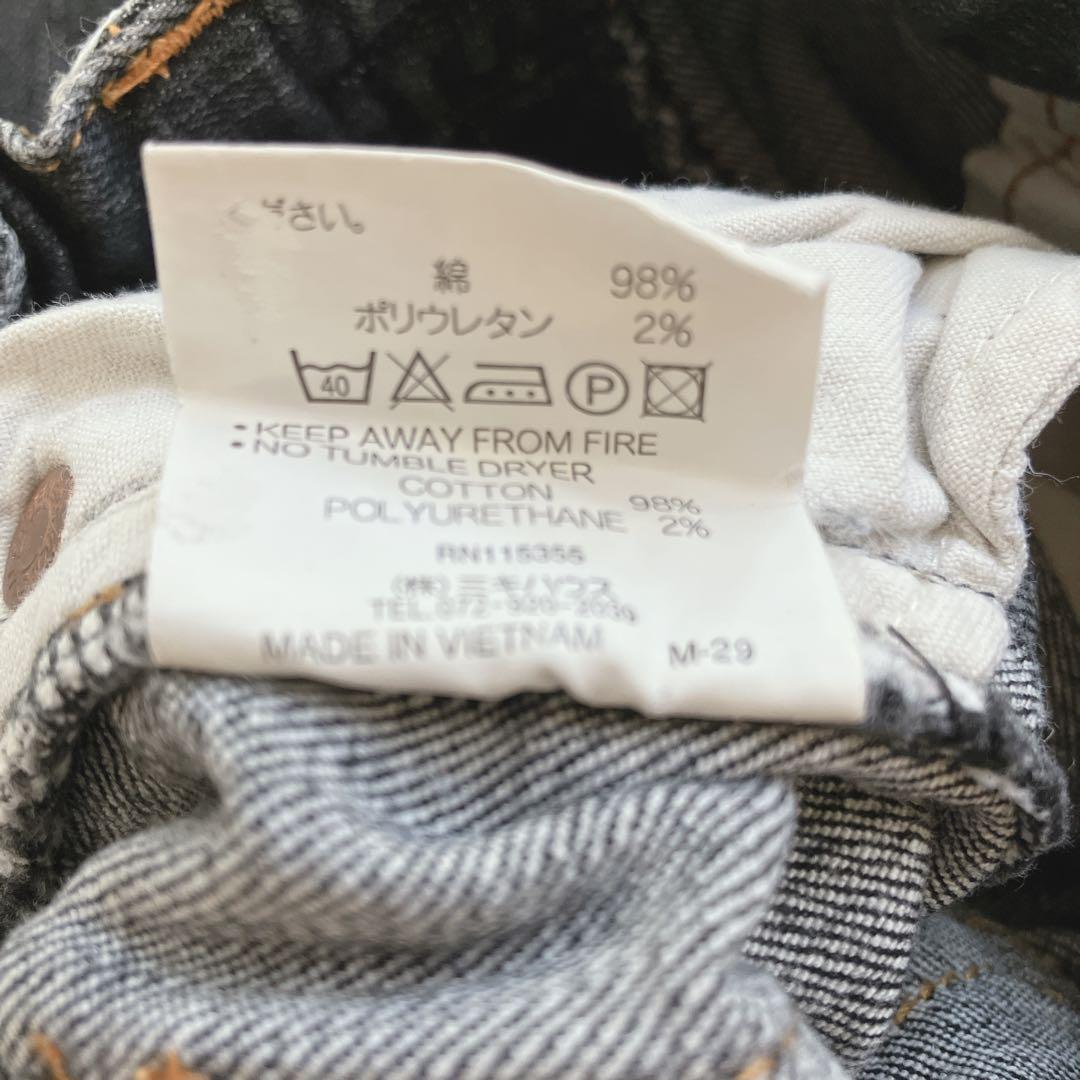 さい。
綿 98%
ポリウレタン 2%
40 P
KEEP AWAY FROM FIRE
NO TUMBLE DRYER
COTTON 98%
POLYURETHANE 2%
RN115355
(株)ミキハウス
TEL.072-920-2030
MADE IN VIETNAM M-29